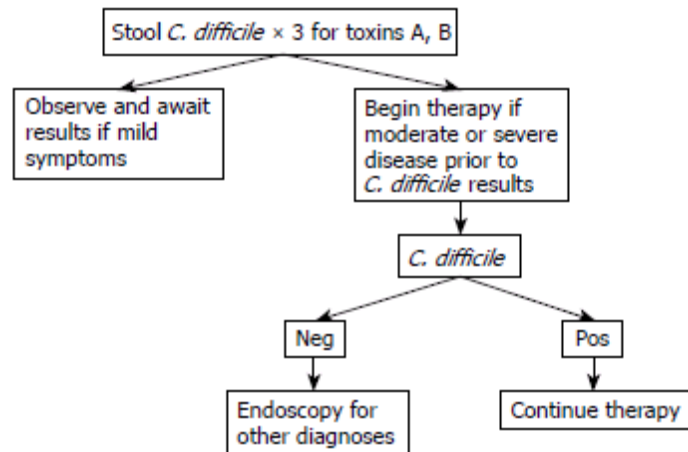 Stool C. difficile × 3 for toxins A, B
Observe and await
results if mild
symptoms
Begin therapy if
moderate or severe
disease prior to
C. difficile results
C. difficile
Neg
Pos
Endoscopy for
other diagnoses
Continue therapy